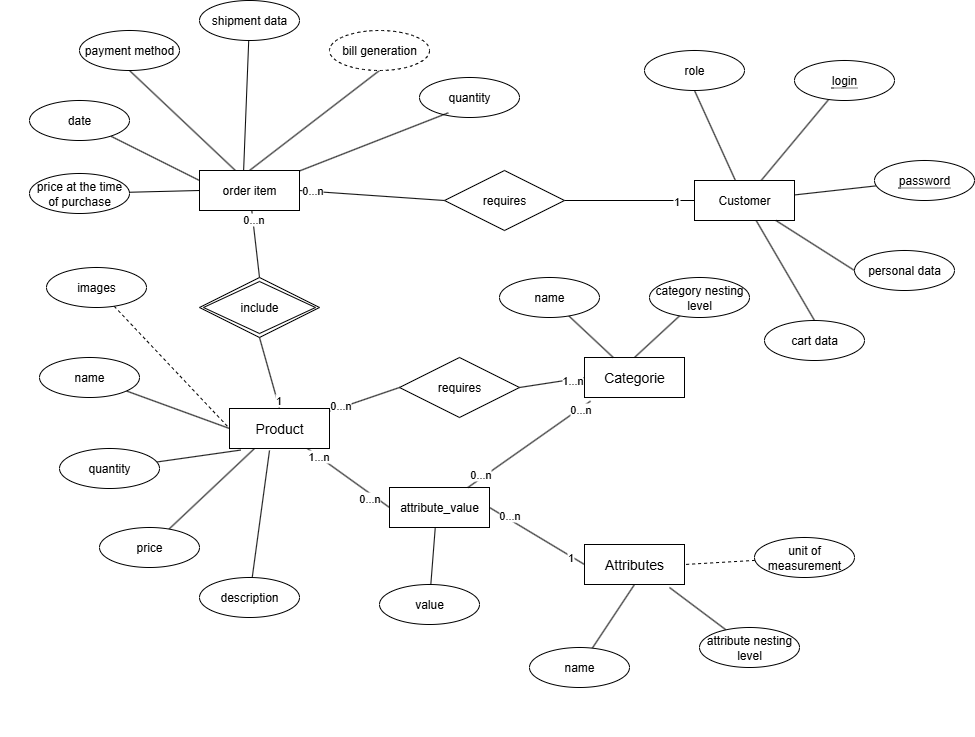 shipment data
payment method
bill generation
quantity
date
price at the time
of purchase
order item
0...n
0...n
requires
1
role
login
password
Customer
personal data
cart data
include
images
name
category nesting
level
name
requires
1...n
Categorie
0...n
1
0...n
Product
1...n
quantity
price
description
0...n
0...n
attribute_value
0...n
value
1
Attributes
unit of
measurement
name
attribute nesting
level